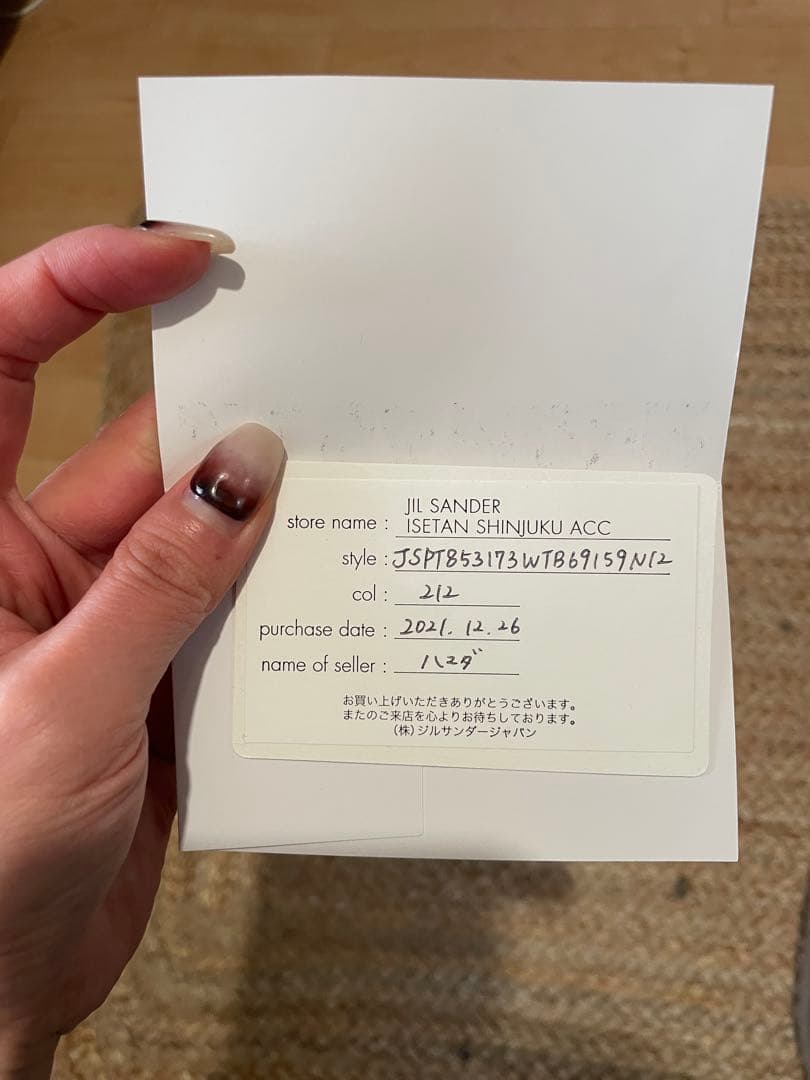 store name : JIL SANDER
ISETAN SHINJUKU ACC
style : JSPT853173WTB69159N12
col : 212
purchase date : 2021.12.26
name of seller : ハマダ
お買い上げいただきありがとうございます。
またのご来店を心よりお待ちしております。
（株）ジルサンダージャパン